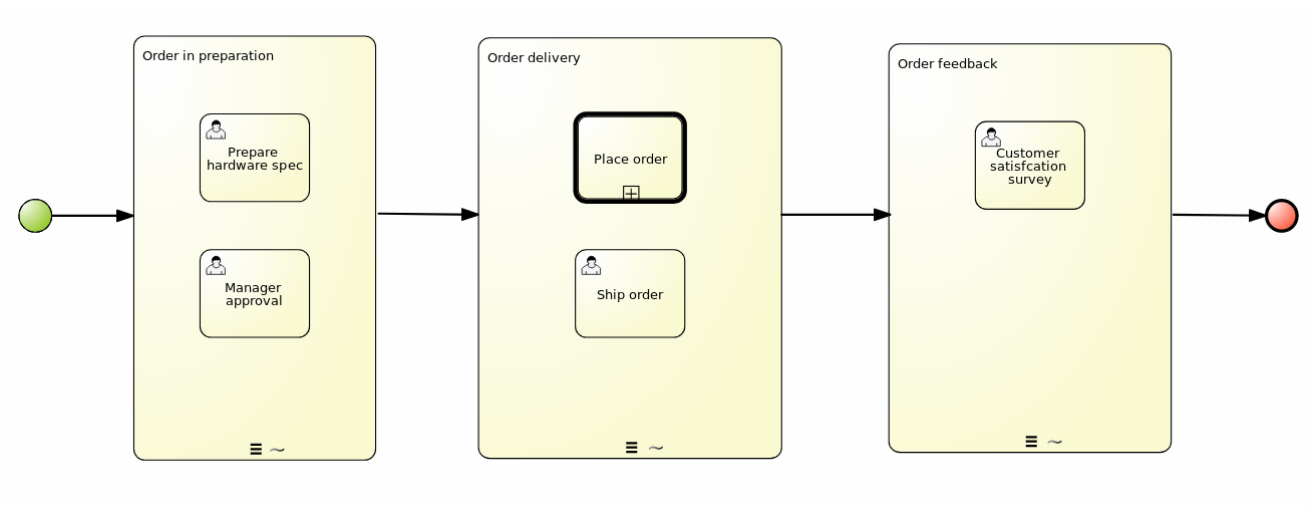 Order in preparation
Prepare
hardware spec
Manager
approval
Order delivery
Place order
Ship order
Order feedback
Customer
satisfcation
survey